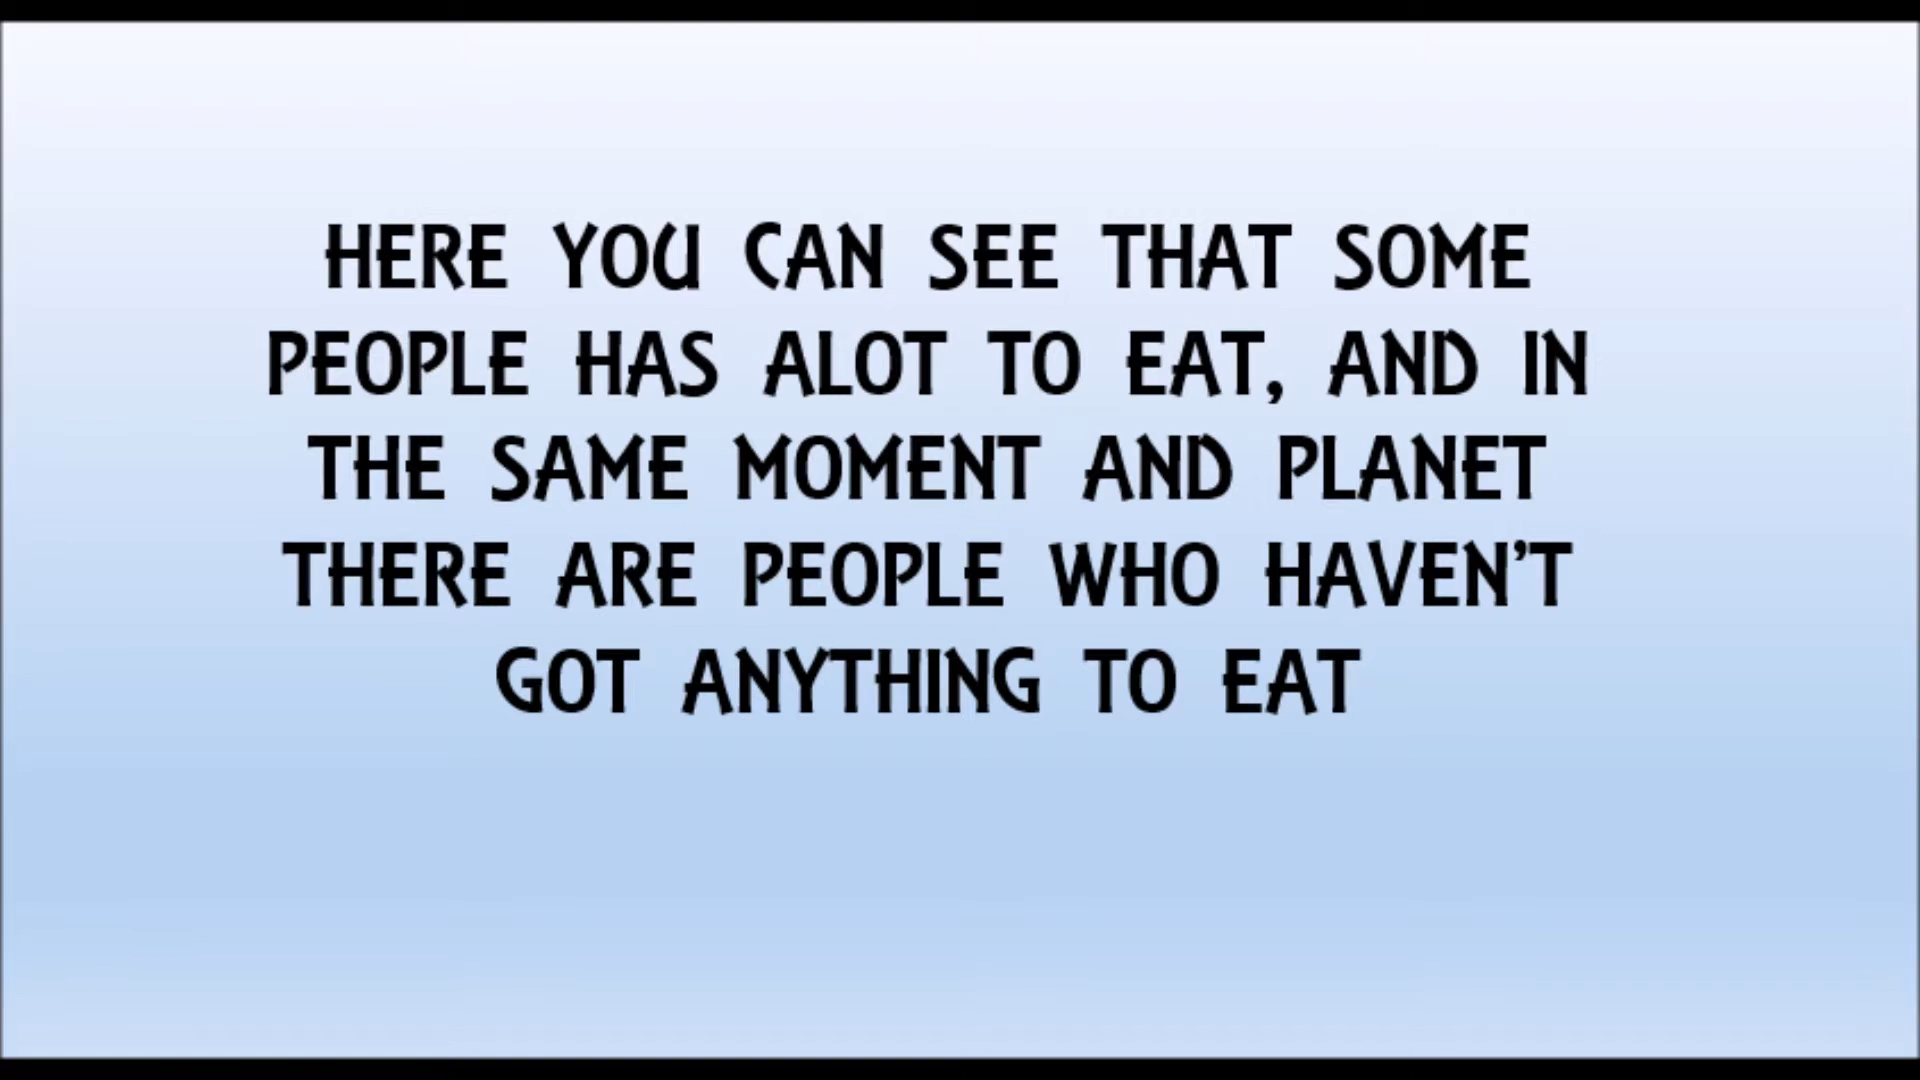 HERE YOU CAN SEE THAT SOME
PEOPLE HAS ALOT TO EAT, AND IN
THE SAME MOMENT AND PLANET
THERE ARE PEOPLE WHO HAVEN'T
GOT ANYTHING TO EAT